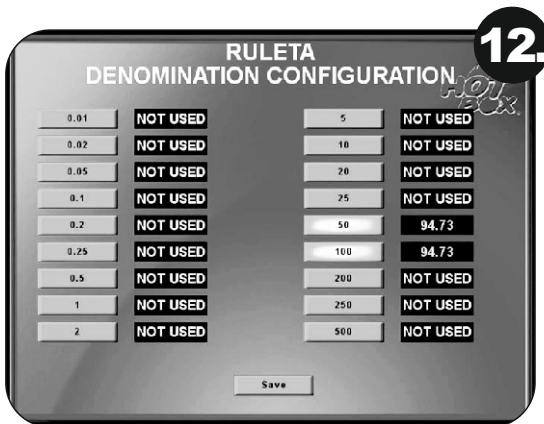 12.
RULETA
DENOMINATION CONFIGURATION
HOT
BOX
0.01 NOT USED 5 NOT USED
0.02 NOT USED 10 NOT USED
0.05 NOT USED 20 NOT USED
0.1 NOT USED 25 NOT USED
0.2 NOT USED 50 94.73
0.25 NOT USED 100 94.73
0.5 NOT USED 200 NOT USED
1 NOT USED 250 NOT USED
2 NOT USED 500 NOT USED
Save